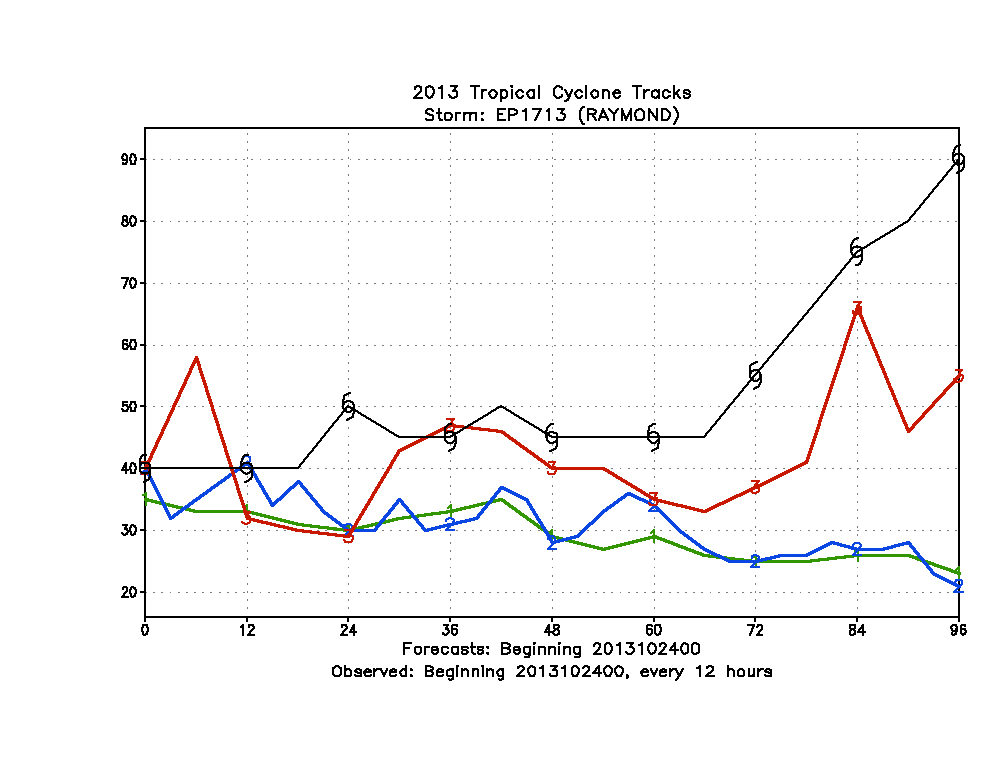 2013 Tropical Cyclone Tracks
Storm: EP1713 (RAYMOND)
90
80
70
60
50
40
30
20
0 12 24 36 48 60 72 84 96
Forecasts: Beginning 2013102400
Observed: Beginning 2013102400, every 12 hours